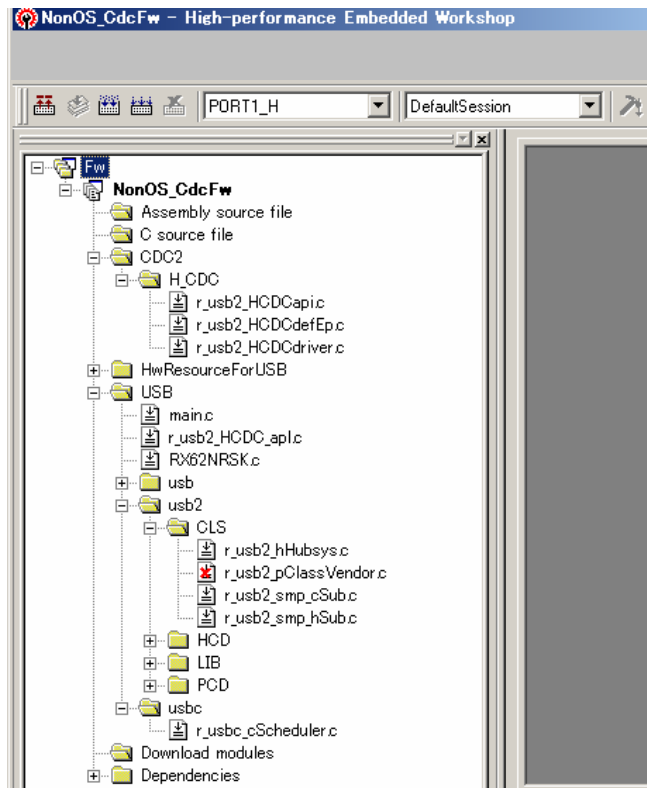 NonOS_CdcFw - High-performance Embedded Workshop
PORT1_H DefaultSession
Fw
NonOS_CdcFw
Assembly source file
C source file
CDC2
H_CDC
r_usb2_HCDCapi.c
r_usb2_HCDCdefEp.c
r_usb2_HCDCdriver.c
HwResourceForUSB
USB
main.c
r_usb2_HCDC_apl.c
RX62NRSK.c
usb
usb2
CLS
r_usb2_hHubsys.c
r_usb2_pClassVendor.c
r_usb2_smp_cSub.c
r_usb2_smp_hSub.c
HCD
LIB
PCD
usbc
r_usbc_cScheduler.c
Download modules
Dependencies